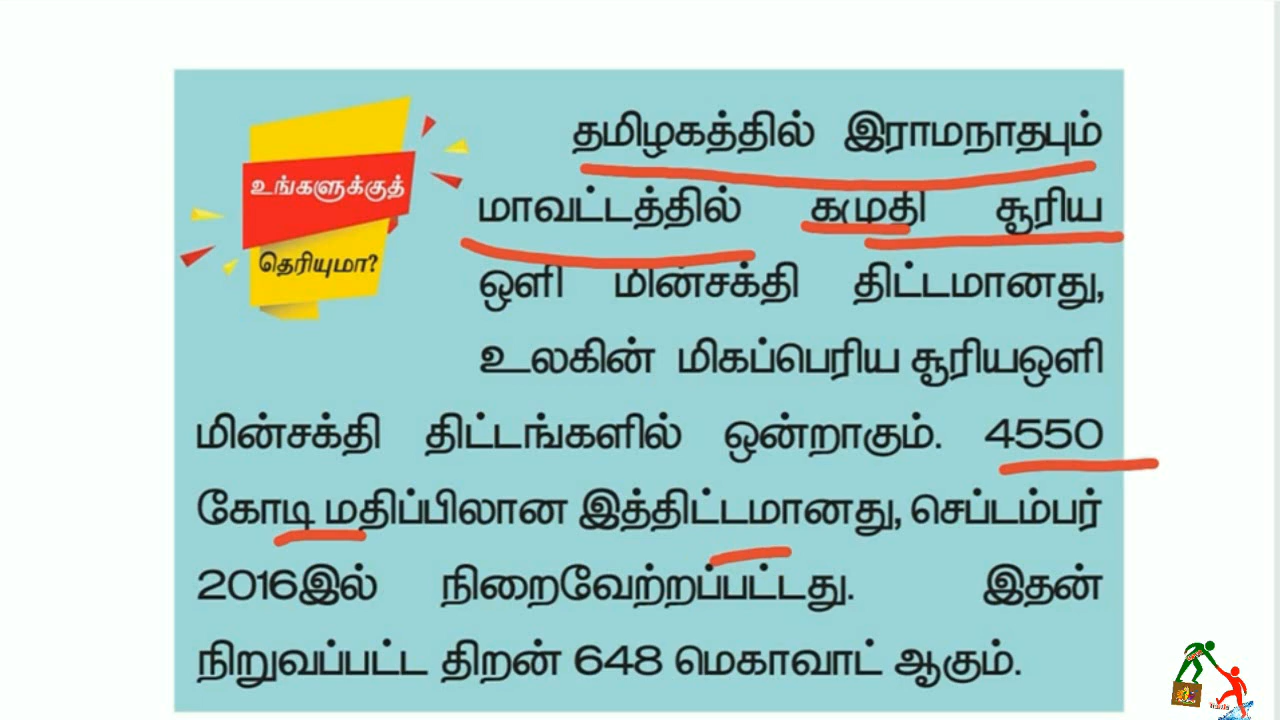 உங்களுக்குத்
தெரியுமா?
தமிழகத்தில் இராமநாதபும்
மாவட்டத்தில் கமுதி சூரிய
ஒளி மின்சக்தி திட்டமானது,
உலகின் மிகப்பெரிய சூரியஒளி
மின்சக்தி திட்டங்களில் ஒன்றாகும். 4550
கோடி மதிப்பிலான இத்திட்டமானது, செப்டம்பர்
2016இல் நிறைவேற்றப்பட்டது. இதன்
நிறுவப்பட்ட திறன் 648 மெகாவாட் ஆகும்.